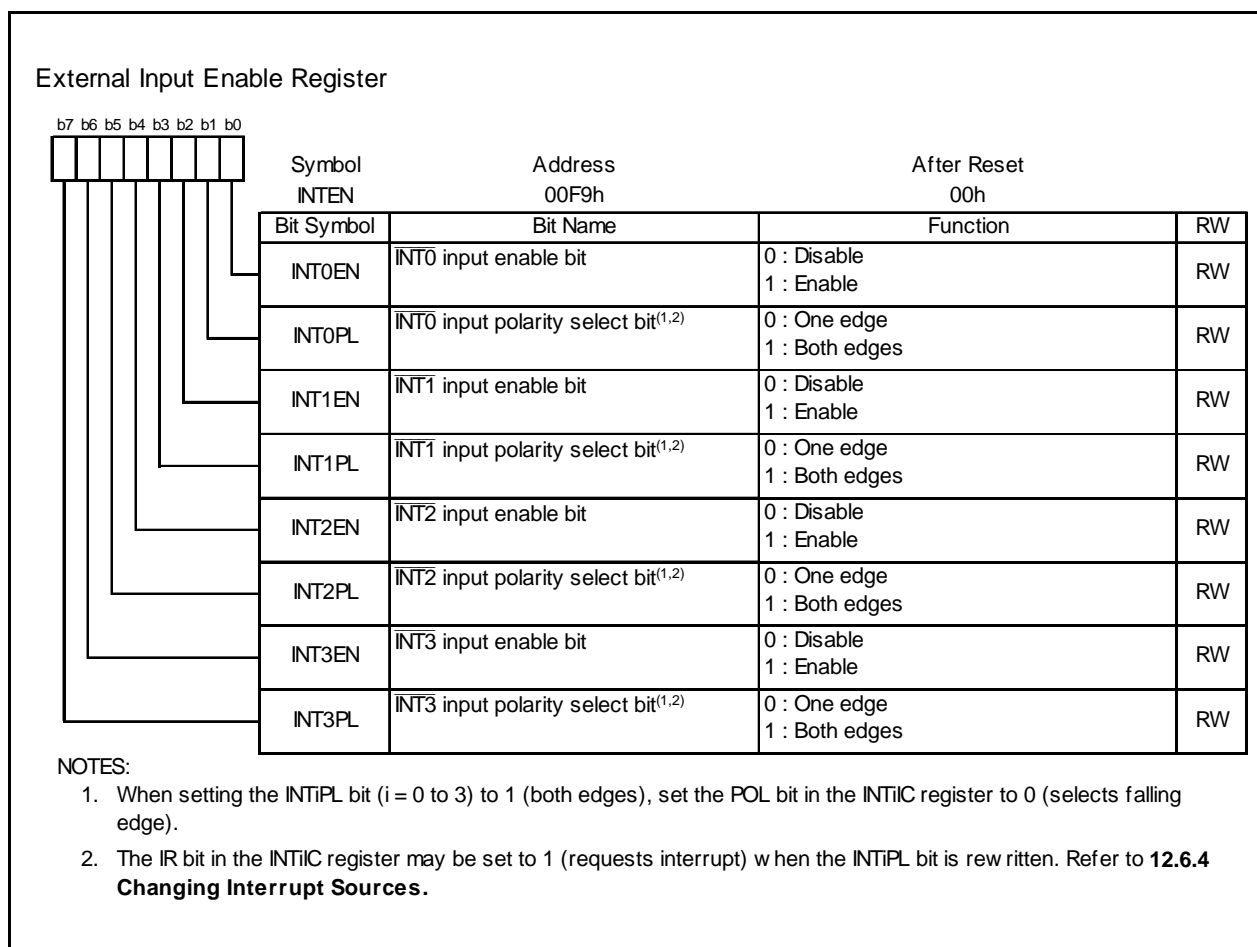 External Input Enable Register
b7 b6 b5 b4 b3 b2 b1 b0
Symbol Address After Reset
INTEN 00F9h 00h
Bit Symbol Bit Name Function RW
INT0EN INT0 input enable bit 0 : Disable
1 : Enable RW
INT0PL INT0 input polarity select bit(1,2) 0 : One edge
1 : Both edges RW
INT1EN INT1 input enable bit 0 : Disable
1 : Enable RW
INT1PL INT1 input polarity select bit(1,2) 0 : One edge
1 : Both edges RW
INT2EN INT2 input enable bit 0 : Disable
1 : Enable RW
INT2PL INT2 input polarity select bit(1,2) 0 : One edge
1 : Both edges RW
INT3EN INT3 input enable bit 0 : Disable
1 : Enable RW
INT3PL INT3 input polarity select bit(1,2) 0 : One edge
1 : Both edges RW
NOTES:
1. When setting the INTiPL bit (i = 0 to 3) to 1 (both edges), set the POL bit in the INTiIC register to 0 (selects falling
edge).
2. The IR bit in the INTiIC register may be set to 1 (requests interrupt) when the INTiPL bit is rewritten. Refer to 12.6.4
Changing Interrupt Sources.